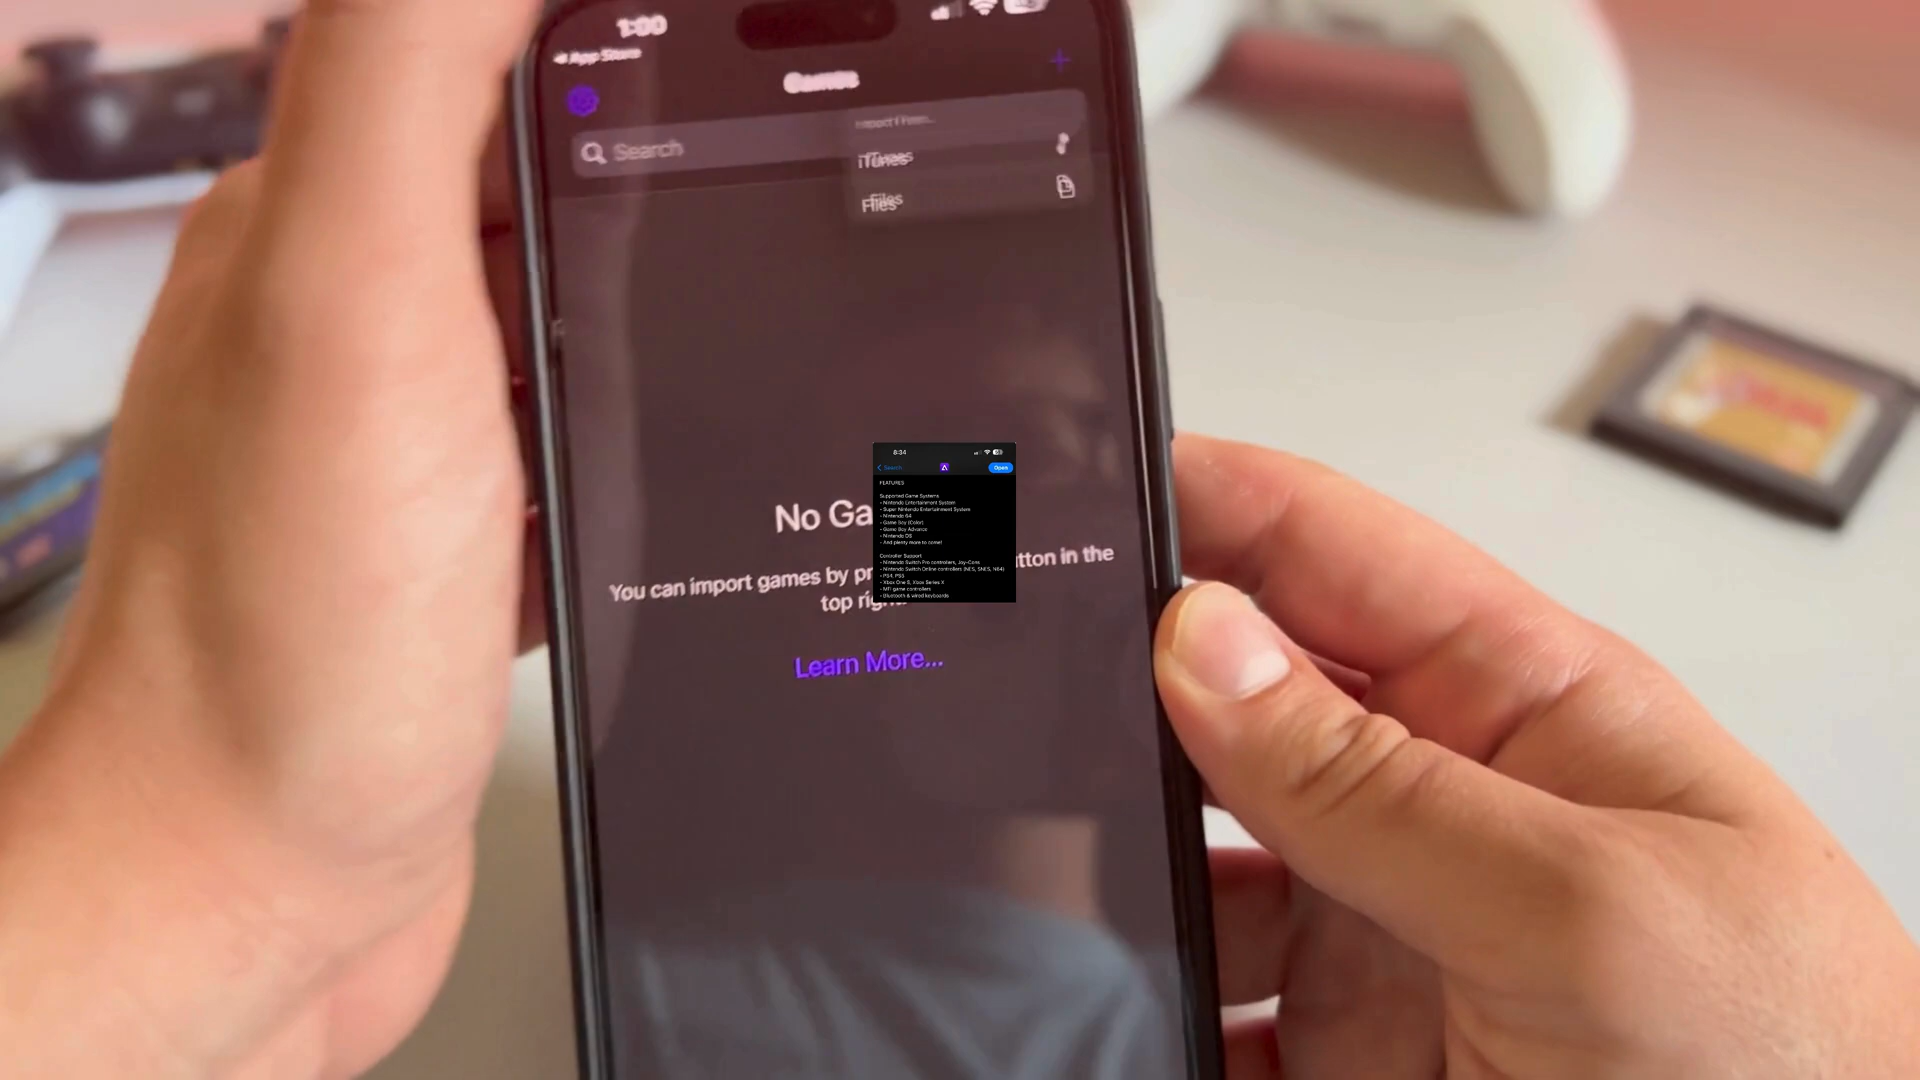 1:00
App Store
Games
Search
Import From...
iTunes
Files
No Ga
You can import games by pr
tton in the
top rig
Learn More...
8:34
Search
Open
FEATURES
Supported Game Systems
- Nintendo Entertainment System
- Super Nintendo Entertainment System
- Nintendo 64
- Game Boy (Color)
- Game Boy Advance
- Nintendo DS
- And plenty more to come!
Controller Support
- Nintendo Switch Pro controllers, Joy-Cons
- Nintendo Switch Online controllers (NES, SNES, N64)
- PS4, PS5
- Xbox One S, Xbox Series X
- MFi game controllers
- Bluetooth & wired keyboards